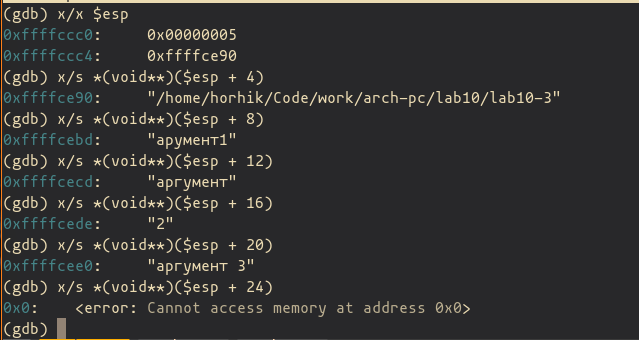 (gdb) x/x $esp
0xffffccc0: 0x00000005
0xffffccc4: 0xffffce90
(gdb) x/s *(void**)($esp + 4)
0xffffce90: "/home/horhik/Code/work/arch-pc/lab10/lab10-3"
(gdb) x/s *(void**)($esp + 8)
0xffffcebd: "арумент1"
(gdb) x/s *(void**)($esp + 12)
0xffffcecd: "аргумент"
(gdb) x/s *(void**)($esp + 16)
0xffffcede: "2"
(gdb) x/s *(void**)($esp + 20)
0xffffcee0: "аргумент 3"
(gdb) x/s *(void**)($esp + 24)
0x0: <error: Cannot access memory at address 0x0>
(gdb)